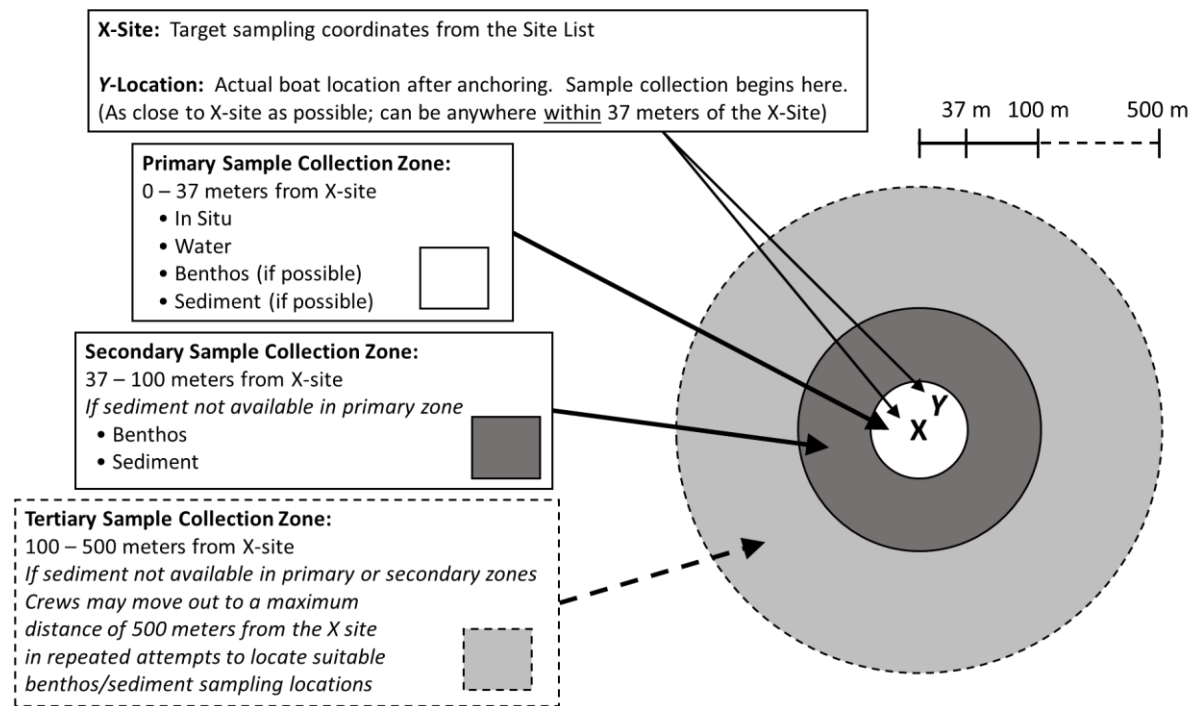 X-Site: Target sampling coordinates from the Site List
Y-Location: Actual boat location after anchoring. Sample collection begins here.
(As close to X-site as possible; can be anywhere within 37 meters of the X-Site)
37 m 100 m 500 m
Primary Sample Collection Zone:
0 – 37 meters from X-site
• In Situ
• Water
• Benthos (if possible)
• Sediment (if possible)
Secondary Sample Collection Zone:
37 – 100 meters from X-site
If sediment not available in primary zone
• Benthos
• Sediment
Tertiary Sample Collection Zone:
100 – 500 meters from X-site
If sediment not available in primary or secondary zones
Crews may move out to a maximum
distance of 500 meters from the X site
in repeated attempts to locate suitable
benthos/sediment sampling locations
Y
X